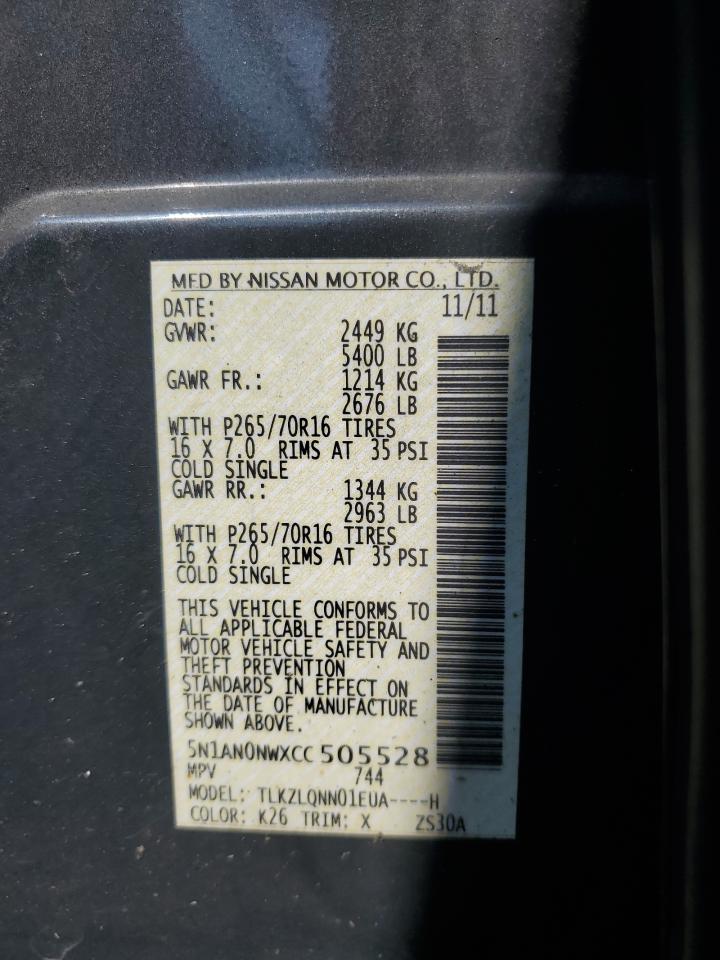 MFD BY NISSAN MOTOR CO., LTD.
DATE: 11/11
GVWR: 2449 KG
5400 LB
GAWR FR.: 1214 KG
2676 LB
WITH P265/70R16 TIRES
16 X 7.0 RIMS AT 35 PSI
COLD SINGLE
GAWR RR.: 1344 KG
2963 LB
WITH P265/70R16 TIRES
16 X 7.0 RIMS AT 35 PSI
COLD SINGLE
THIS VEHICLE CONFORMS TO
ALL APPLICABLE FEDERAL
MOTOR VEHICLE SAFETY AND
THEFT PREVENTION
STANDARDS IN EFFECT ON
THE DATE OF MANUFACTURE
SHOWN ABOVE.
5N1AN0NWXCC505528
MPV 744
MODEL: TLKZLQNN01EUA----H
COLOR: K26 TRIM: X ZS30A